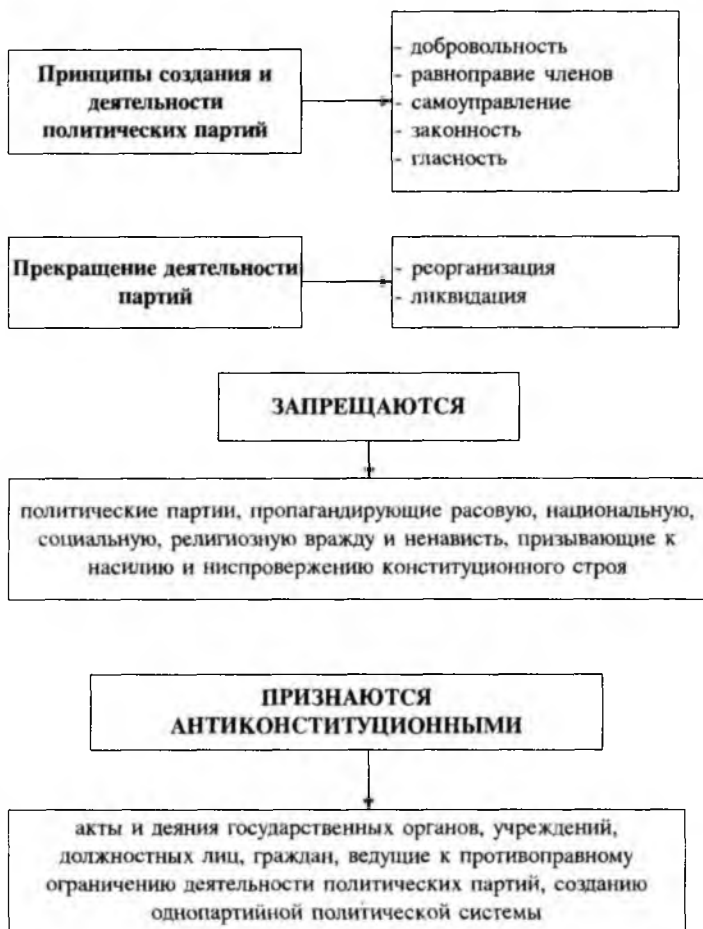 Принципы создания и
деятельности
политических партий
- добровольность
- равноправие членов
- самоуправление
- законность
- гласность
Прекращение деятельности
партий
- реорганизация
- ликвидация
ЗАПРЕЩАЮТСЯ
политические партии, пропагандирующие расовую, национальную,
социальную, религиозную вражду и ненависть, призывающие к
насилию и ниспровержению конституционного строя
ПРИЗНАЮТСЯ
АНТИКОНСТИТУЦИОННЫМИ
акты и деяния государственных органов, учреждений,
должностных лиц, граждан, ведущие к противоправному
ограничению деятельности политических партий, созданию
однопартийной политической системы